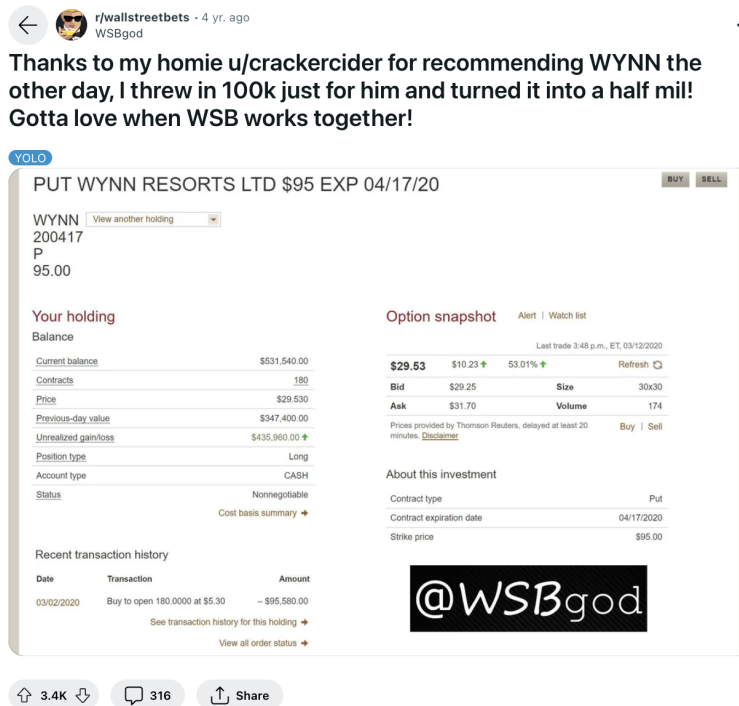 r/wallstreetbets • 4 yr. ago
WSBgod
Thanks to my homie u/crackercider for recommending WYNN the
other day, I threw in 100k just for him and turned it into a half mil!
Gotta love when WSB works together!
YOLO
PUT WYNN RESORTS LTD $95 EXP 04/17/20
BUY SELL
WYNN View another holding
200417
P
95.00
Your holding
Balance
Current balance $531,540.00
Contracts 180
Price $29.530
Previous-day value $347,400.00
Unrealized gain/loss $435,960.00
Position type Long
Account type CASH
Status Nonnegotiable
Cost basis summary
Recent transaction history
Date Transaction Amount
03/02/2020 Buy to open 180.0000 at $5.30 – $95,580.00
See transaction history for this holding
View all order status
Option snapshot Alert | Watch list
Last trade 3:48 p.m., ET, 03/12/2020
$29.53 $10.23 53.01% Refresh
Bid $29.25 Size 30x30
Ask $31.70 Volume 174
Prices provided by Thomson Reuters, delayed at least 20 Buy | Sell
minutes. Disclaimer
About this investment
Contract type Put
Contract expiration date 04/17/2020
Strike price $95.00
@WSBgod
3.4K 316 Share